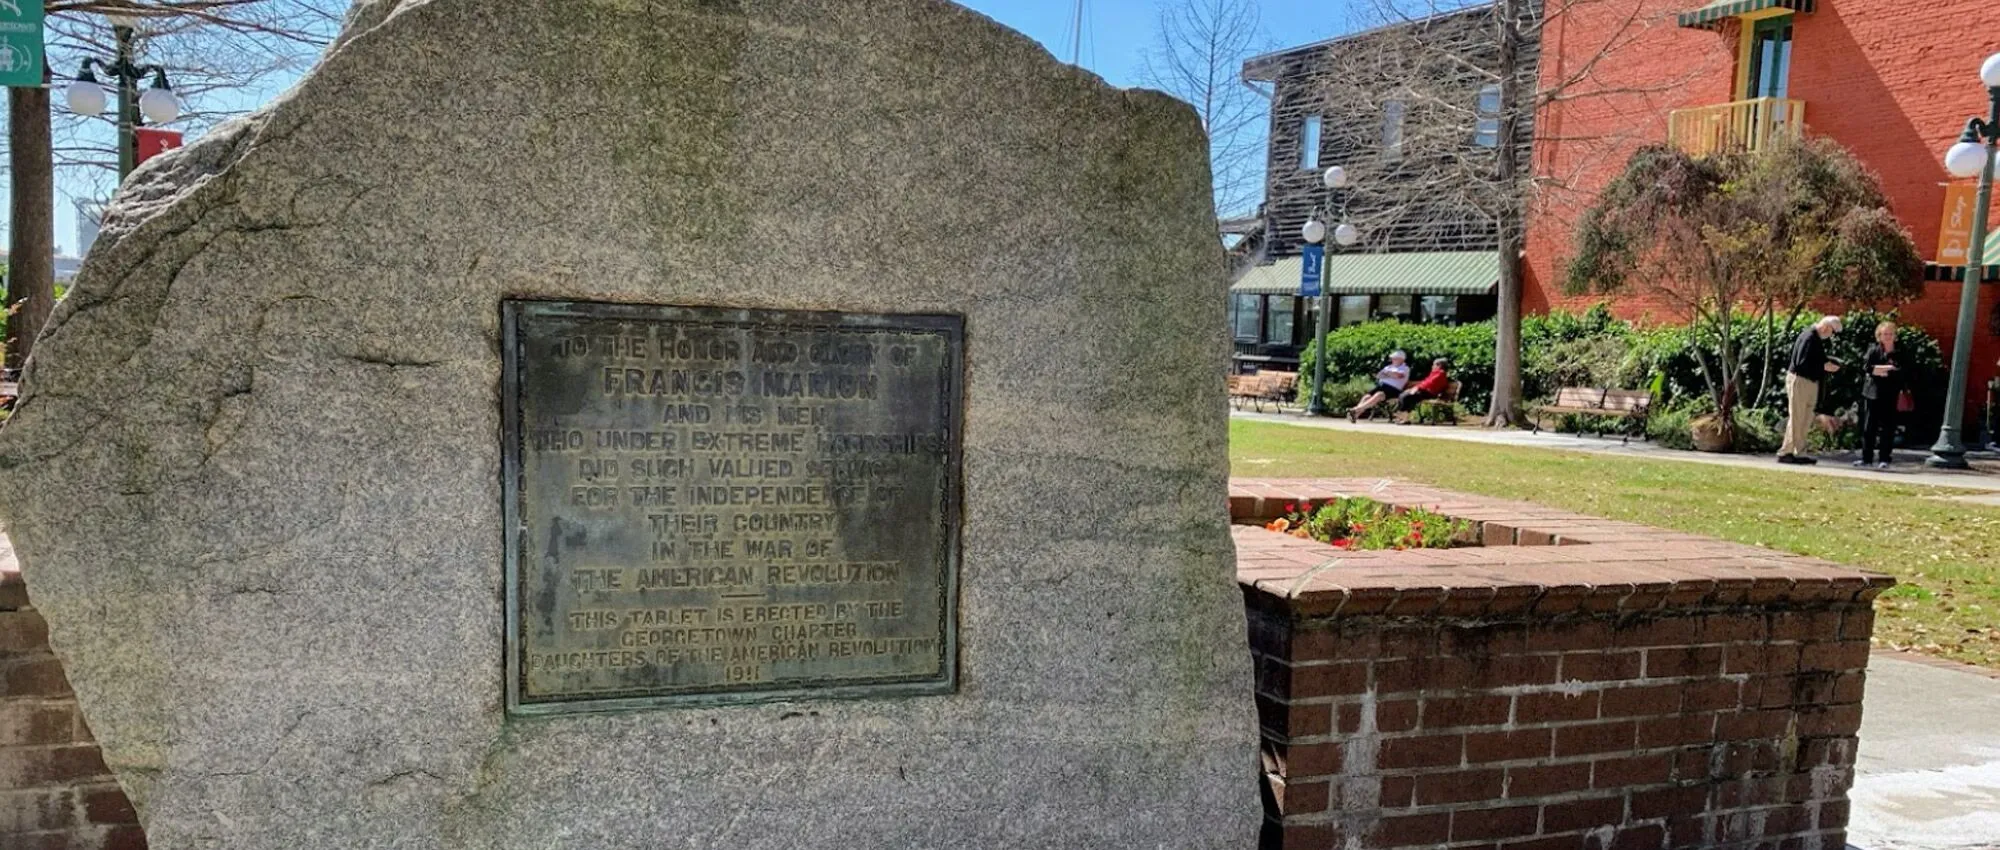 TO THE HONOR AND GLORY OF
FRANCIS MARION
AND HIS MEN
WHO UNDER EXTREME HARDSHIPS
DID SUCH VALUED SERVICE
FOR THE INDEPENDENCE OF
THEIR COUNTRY
IN THE WAR OF
THE AMERICAN REVOLUTION
THIS TABLET IS ERECTED BY THE
GEORGETOWN CHAPTER
DAUGHTERS OF THE AMERICAN REVOLUTION
1911
Shop